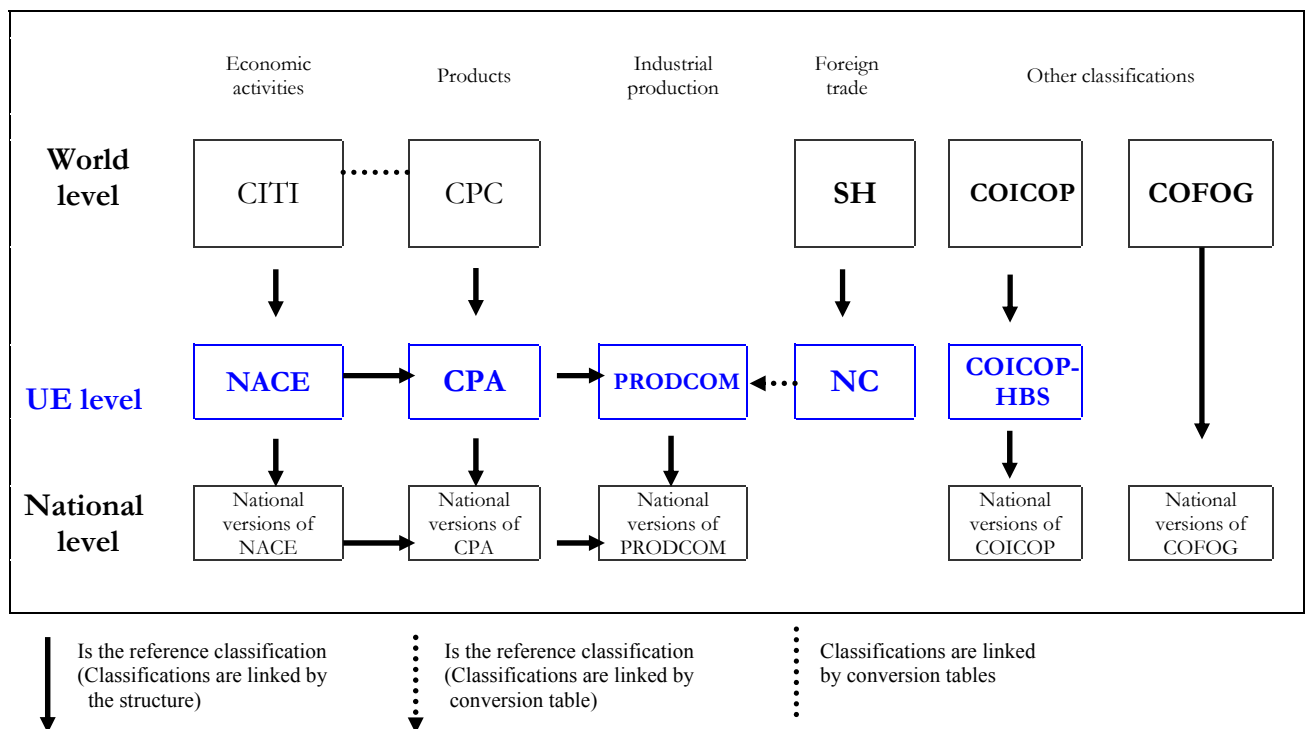 Economic
activities
Products
Industrial
production
Foreign
trade
Other classifications
World
level
CITI
CPC
SH
COICOP
COFOG
UE level
NACE
CPA
PRODCOM
NC
COICOP-
HBS
National
level
National
versions of
NACE
National
versions of
CPA
National
versions of
PRODCOM
National
versions of
COICOP
National
versions of
COFOG
Is the reference classification
(Classifications are linked by
the structure)
Is the reference classification
(Classifications are linked by
conversion table)
Classifications are linked
by conversion tables